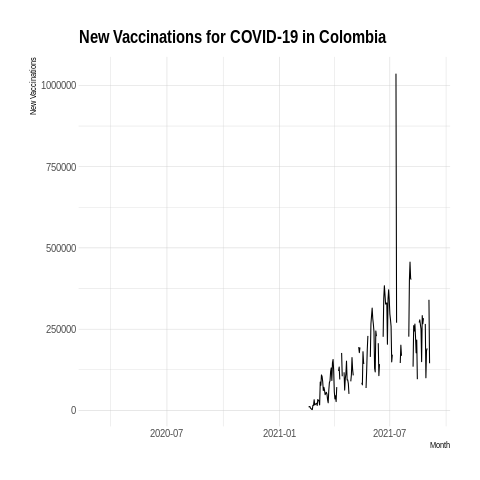 New Vaccinations for COVID-19 in Colombia
New Vaccinations
1000000
750000
500000
250000
0
2020-07
2021-01
2021-07
Month